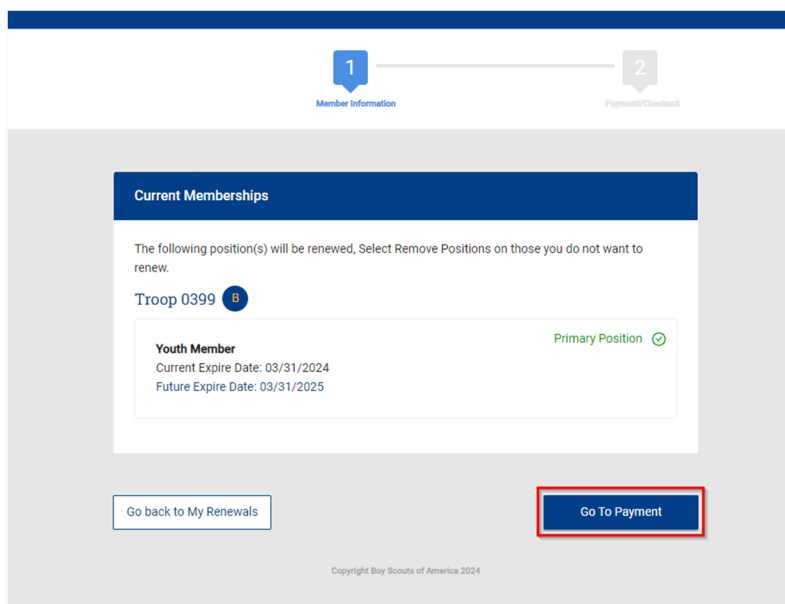 1
2
Member Information
Payment/Checkout
Current Memberships
The following position(s) will be renewed, Select Remove Positions on those you do not want to
renew.
Troop 0399 B
Primary Position
Youth Member
Current Expire Date: 03/31/2024
Future Expire Date: 03/31/2025
Go back to My Renewals
Go To Payment
Copyright Boy Scouts of America 2024